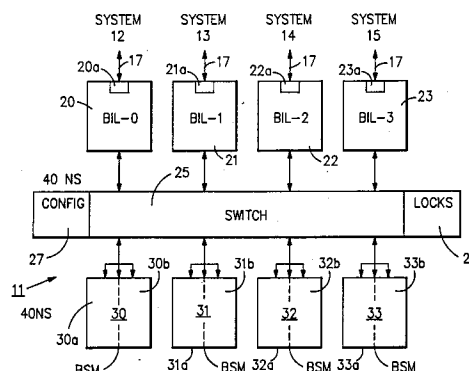 SYSTEM SYSTEM SYSTEM SYSTEM
12 13 14 15
17 17 17 17
20a 21a 22a 23a
20 23
BIL-0 BIL-1 BIL-2 BIL-3
21 22
40 NS 25
CONFIG SWITCH LOCKS
27 2
11 30b 31b 32b 33b
40NS 30 31 32 33
30a
BSM 31a BSM 32a BSM 33a BSM